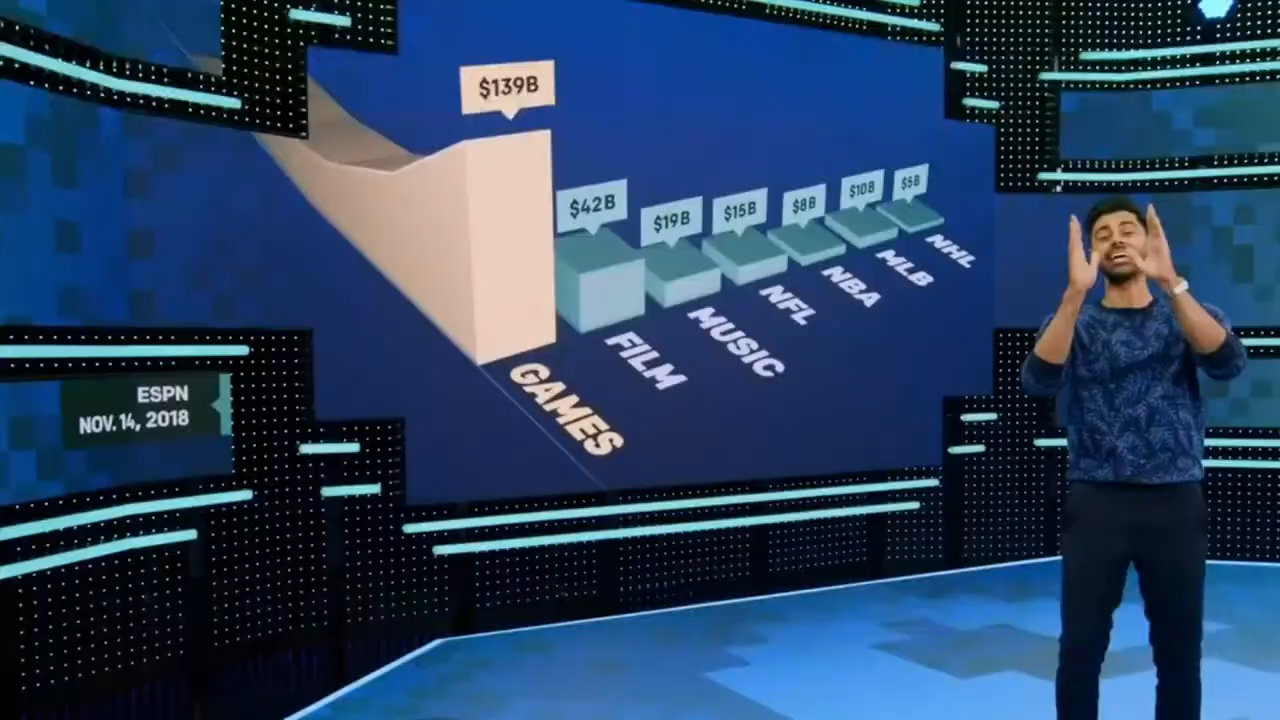 $139B
$42B
$19B
$15B
$8B
$10B
$5B
GAMES
FILM
MUSIC
NFL
NBA
MLB
NHL
ESPN
NOV. 14, 2018